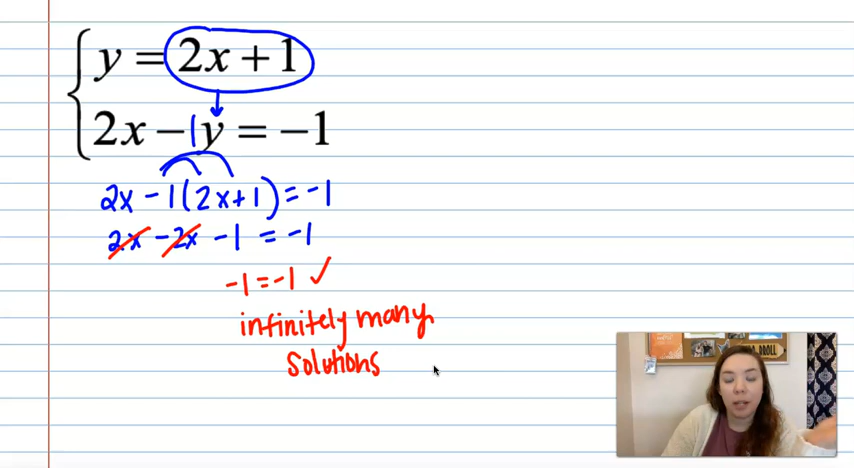 y = 2x + 1
2x - 1y = -1
2x - 1(2x+1) = -1
2x - 2x - 1 = -1
-1 = -1 ✓
infinitely many
Solutions